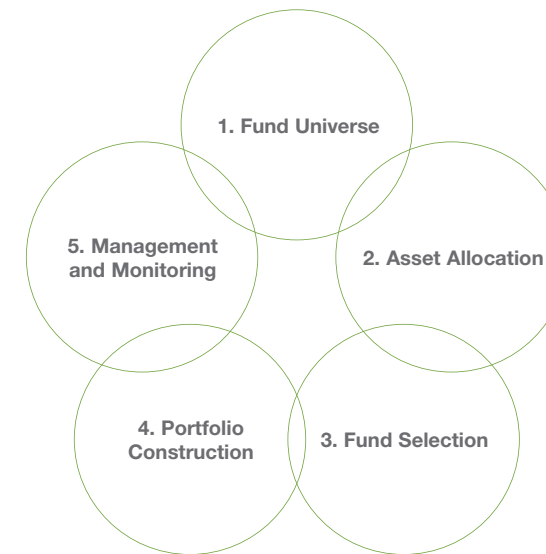 1. Fund Universe
2. Asset Allocation
3. Fund Selection
4. Portfolio
Construction
5. Management
and Monitoring